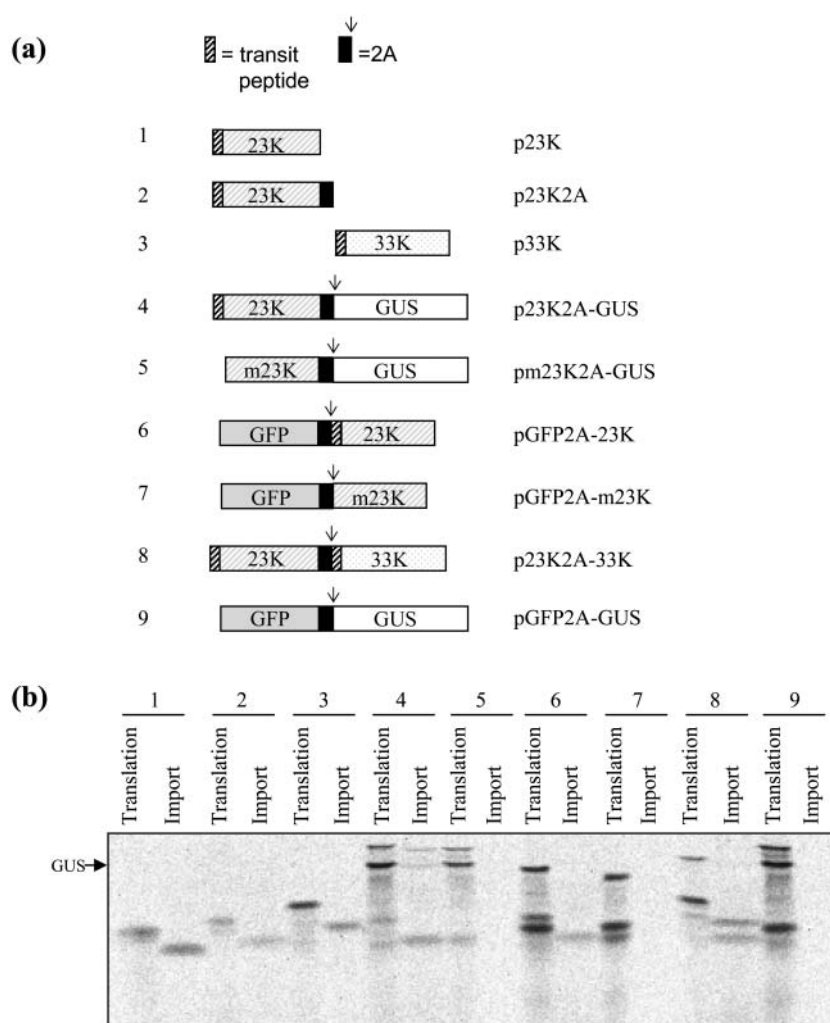 (a)
= transit peptide
=2A
1 23K p23K
2 23K p23K2A
3 33K p33K
4 23K GUS p23K2A-GUS
5 m23K GUS pm23K2A-GUS
6 GFP 23K pGFP2A-23K
7 GFP m23K pGFP2A-m23K
8 23K 33K p23K2A-33K
9 GFP GUS pGFP2A-GUS
(b)
1 2 3 4 5 6 7 8 9
Translation Import Translation Import Translation Import Translation Import Translation Import Translation Import Translation Import Translation Import Translation Import
GUS